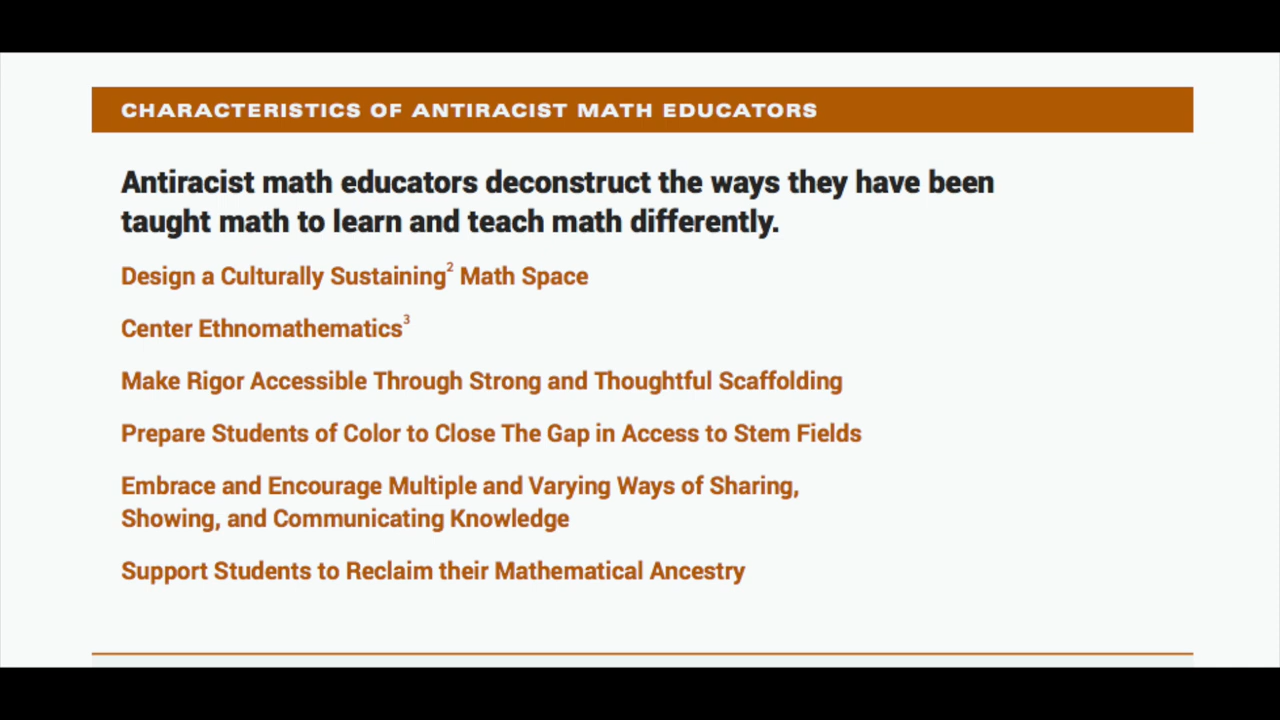 CHARACTERISTICS OF ANTIRACIST MATH EDUCATORS
Antiracist math educators deconstruct the ways they have been
taught math to learn and teach math differently.
Design a Culturally Sustaining² Math Space
Center Ethnomathematics³
Make Rigor Accessible Through Strong and Thoughtful Scaffolding
Prepare Students of Color to Close The Gap in Access to Stem Fields
Embrace and Encourage Multiple and Varying Ways of Sharing,
Showing, and Communicating Knowledge
Support Students to Reclaim their Mathematical Ancestry